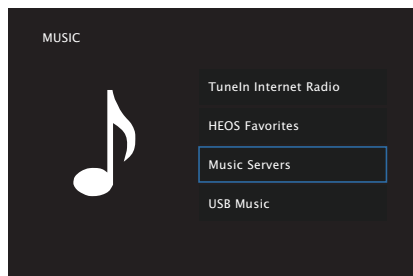 MUSIC
TuneIn Internet Radio
HEOS Favorites
Music Servers
USB Music